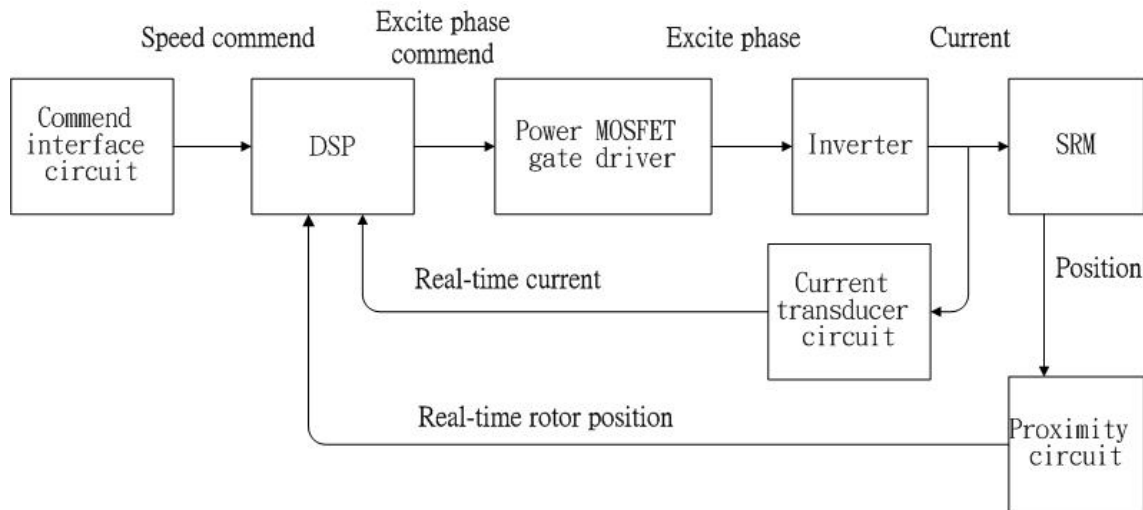 Speed commend
Excite phase
commend
Excite phase
Current
Commend
interface
circuit
DSP
Power MOSFET
gate driver
Inverter
SRM
Real-time current
Current
transducer
circuit
Position
Real-time rotor position
Proximity
circuit